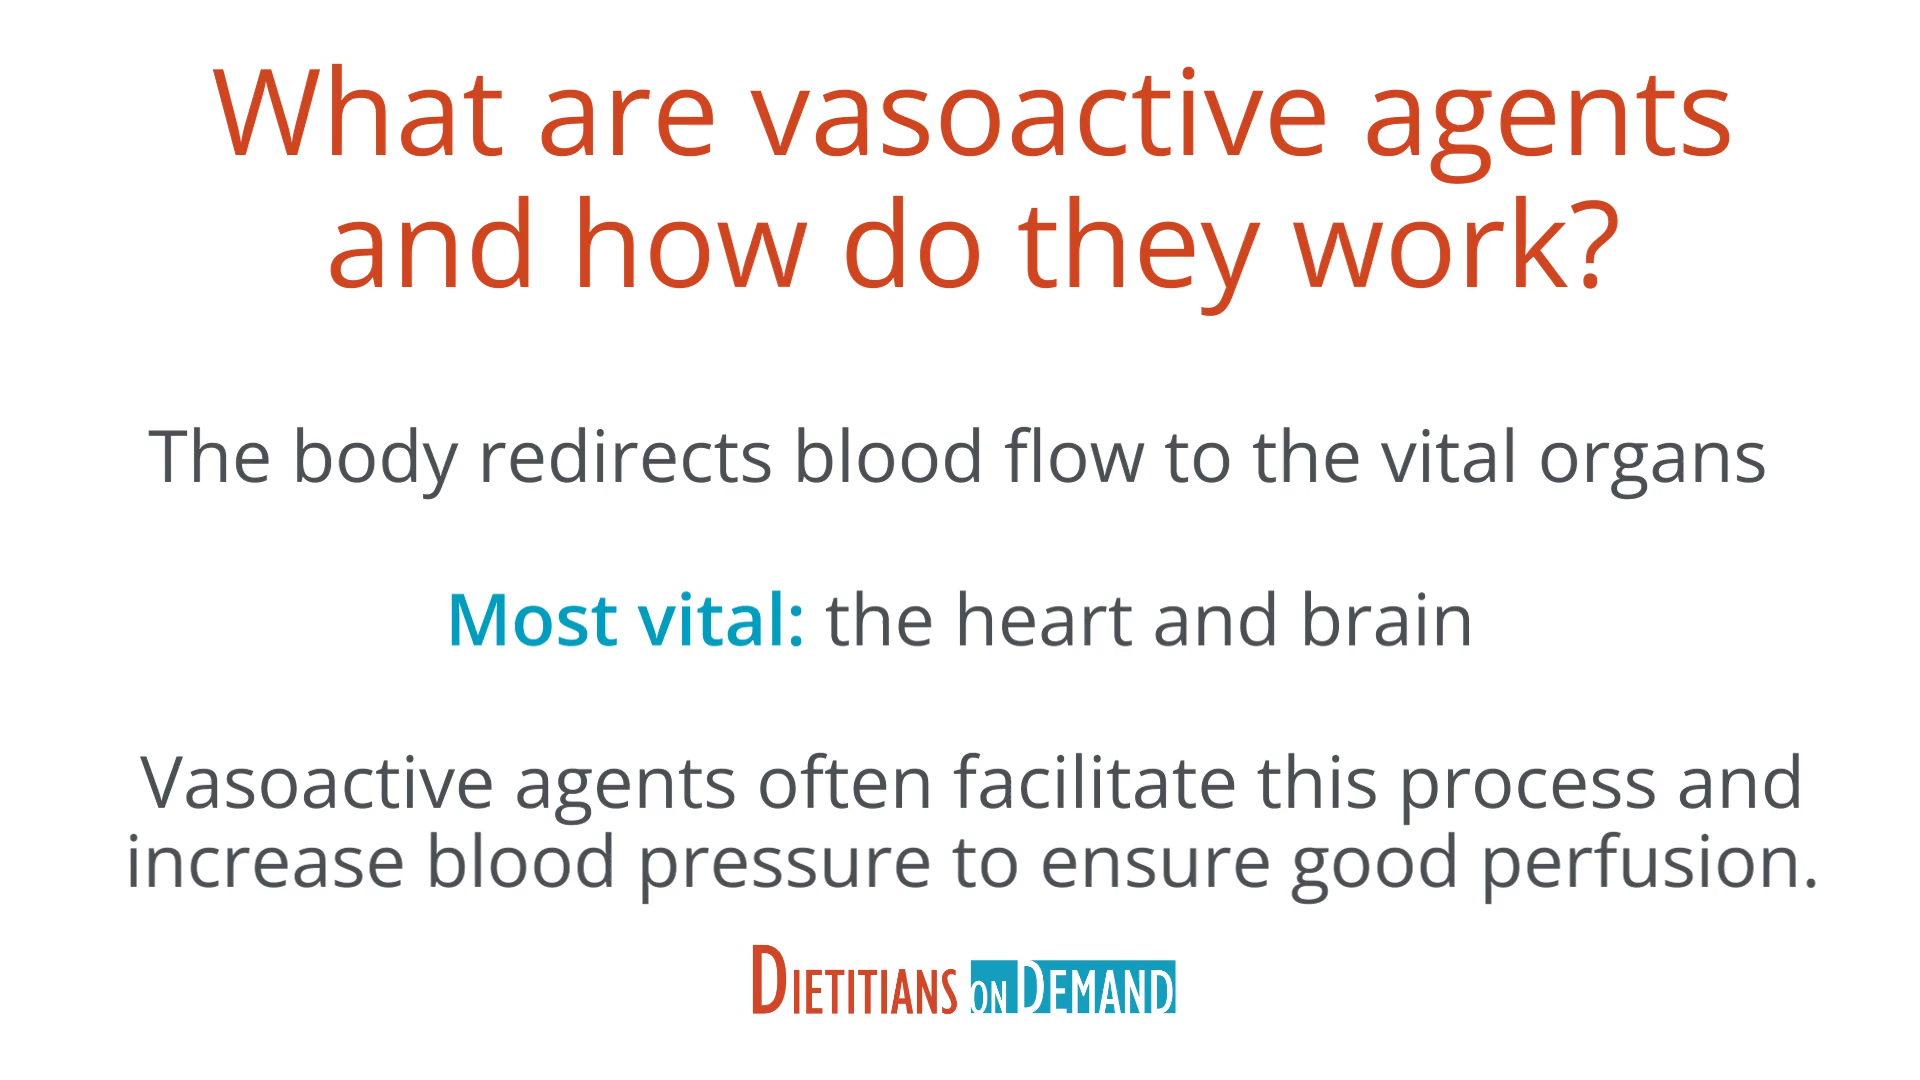 What are vasoactive agents
and how do they work?
The body redirects blood flow to the vital organs
Most vital: the heart and brain
Vasoactive agents often facilitate this process and
increase blood pressure to ensure good perfusion.
DIETITIANS ON DEMAND